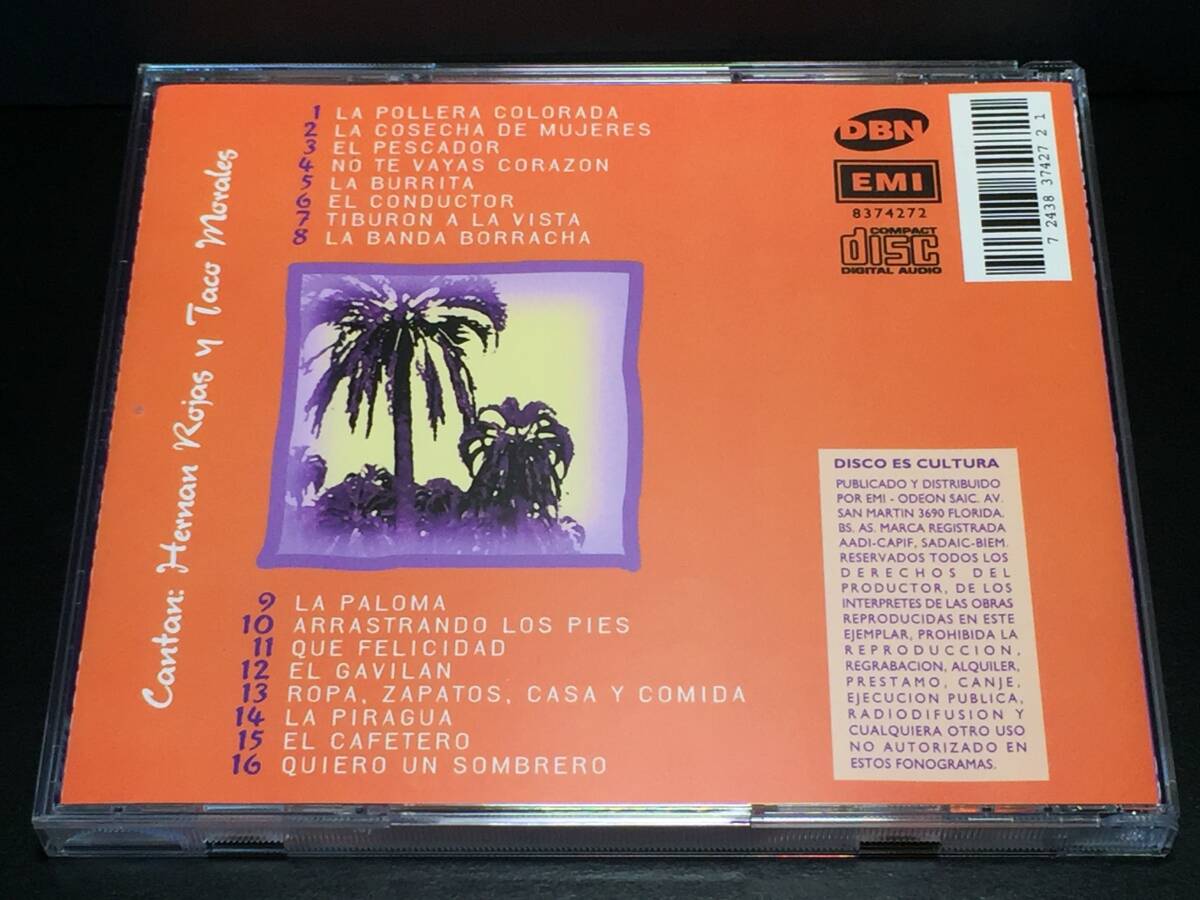 Cantan: Hernan Rojas y Taco Morales
1 LA POLLERA COLORADA
2 LA COSECHA DE MUJERES
3 EL PESCADOR
4 NO TE VAYAS CORAZON
5 LA BURRITA
6 EL CONDUCTOR
7 TIBURON A LA VISTA
8 LA BANDA BORRACHA
9 LA PALOMA
10 ARRASTRANDO LOS PIES
11 QUE FELICIDAD
12 EL GAVILAN
13 ROPA, ZAPATOS, CASA Y COMIDA
14 LA PIRAGUA
15 EL CAFETERO
16 QUIERO UN SOMBRERO
DBN
EMI
8374272
COMPACT
disc
DIGITAL AUDIO
7 2438 37427 2 1
DISCO ES CULTURA
PUBLICADO Y DISTRIBUIDO
POR EMI - ODEON SAIC. AV.
SAN MARTIN 3690 FLORIDA.
BS. AS. MARCA REGISTRADA
AADI-CAPIF, SADAIC-BIEM.
RESERVADOS TODOS LOS
DERECHOS DEL
PRODUCTOR, DE LOS
INTERPRETES DE LAS OBRAS
REPRODUCIDAS EN ESTE
EJEMPLAR, PROHIBIDA LA
REPRODUCCION,
REGRABACION, ALQUILER,
PRESTAMO, CANJE,
EJECUCION PUBLICA,
RADIODIFUSION Y
CUALQUIERA OTRO USO
NO AUTORIZADO EN
ESTOS FONOGRAMAS.